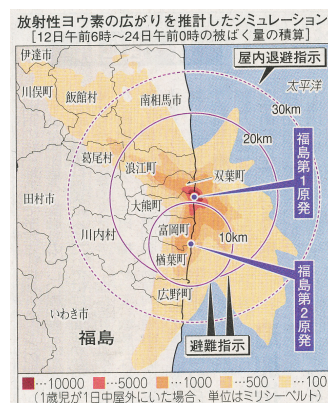 放射性ヨウ素の広がりを推計したシミュレーション
[12日午前6時～24日午前0時の被ばく量の積算]
伊達市
屋内退避指示
川俣町
飯館村
南相馬市
太平洋
30km
20km
葛尾村
浪江町
双葉町
福島第1原発
田村市
大熊町
川内村
富岡町
10km
楢葉町
福島第2原発
広野町
いわき市
避難指示
福島
…10000 …5000 …1000 …500 …100
(1歳児が1日中屋外にいた場合、単位はミリシーベルト)